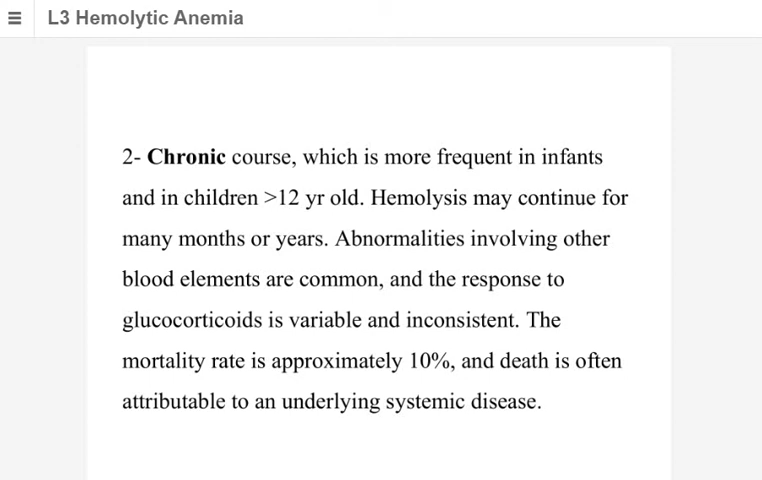 L3 Hemolytic Anemia
2- Chronic course, which is more frequent in infants
and in children >12 yr old. Hemolysis may continue for
many months or years. Abnormalities involving other
blood elements are common, and the response to
glucocorticoids is variable and inconsistent. The
mortality rate is approximately 10%, and death is often
attributable to an underlying systemic disease.